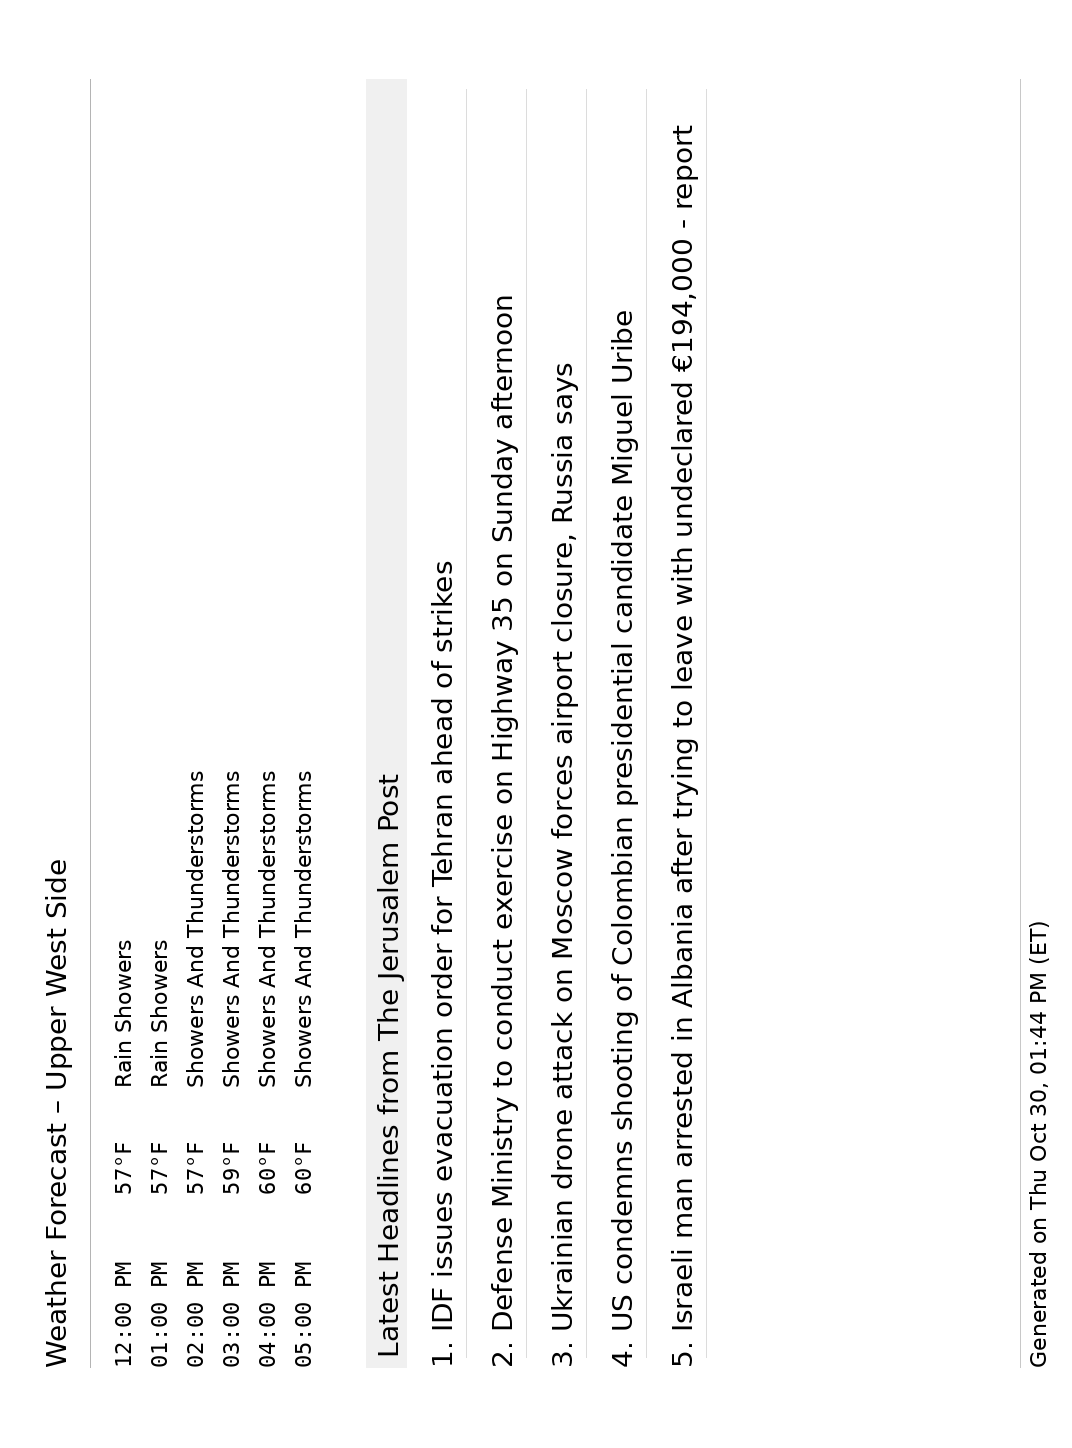 Weather Forecast – Upper West Side
12:00 PM 57°F Rain Showers
01:00 PM 57°F Rain Showers
02:00 PM 57°F Showers And Thunderstorms
03:00 PM 59°F Showers And Thunderstorms
04:00 PM 60°F Showers And Thunderstorms
05:00 PM 60°F Showers And Thunderstorms
Latest Headlines from The Jerusalem Post
1. IDF issues evacuation order for Tehran ahead of strikes
2. Defense Ministry to conduct exercise on Highway 35 on Sunday afternoon
3. Ukrainian drone attack on Moscow forces airport closure, Russia says
4. US condemns shooting of Colombian presidential candidate Miguel Uribe
5. Israeli man arrested in Albania after trying to leave with undeclared €194,000 - report
Generated on Thu Oct 30, 01:44 PM (ET)